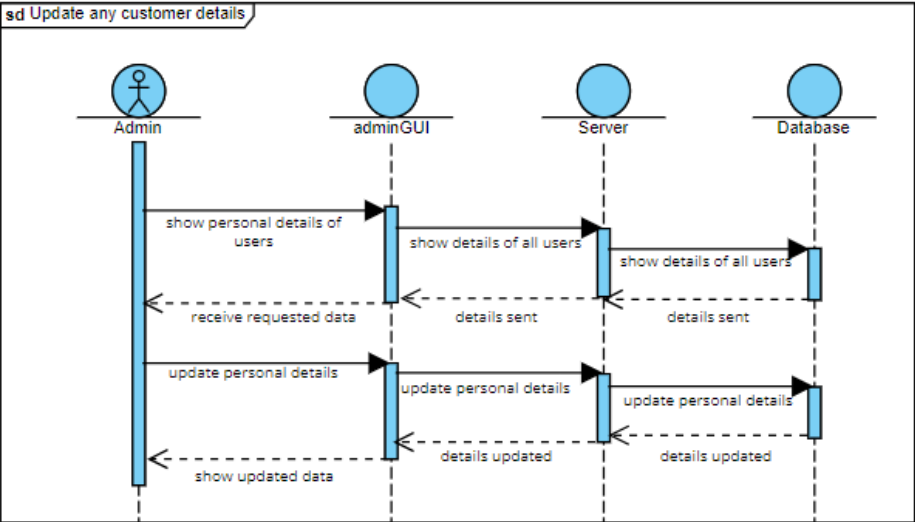 sd Update any customer details
Admin
adminGUI
Server
Database
show personal details of
users
show details of all users
show details of all users
receive requested data
details sent
details sent
update personal details
update personal details
update personal details
show updated data
details updated
details updated